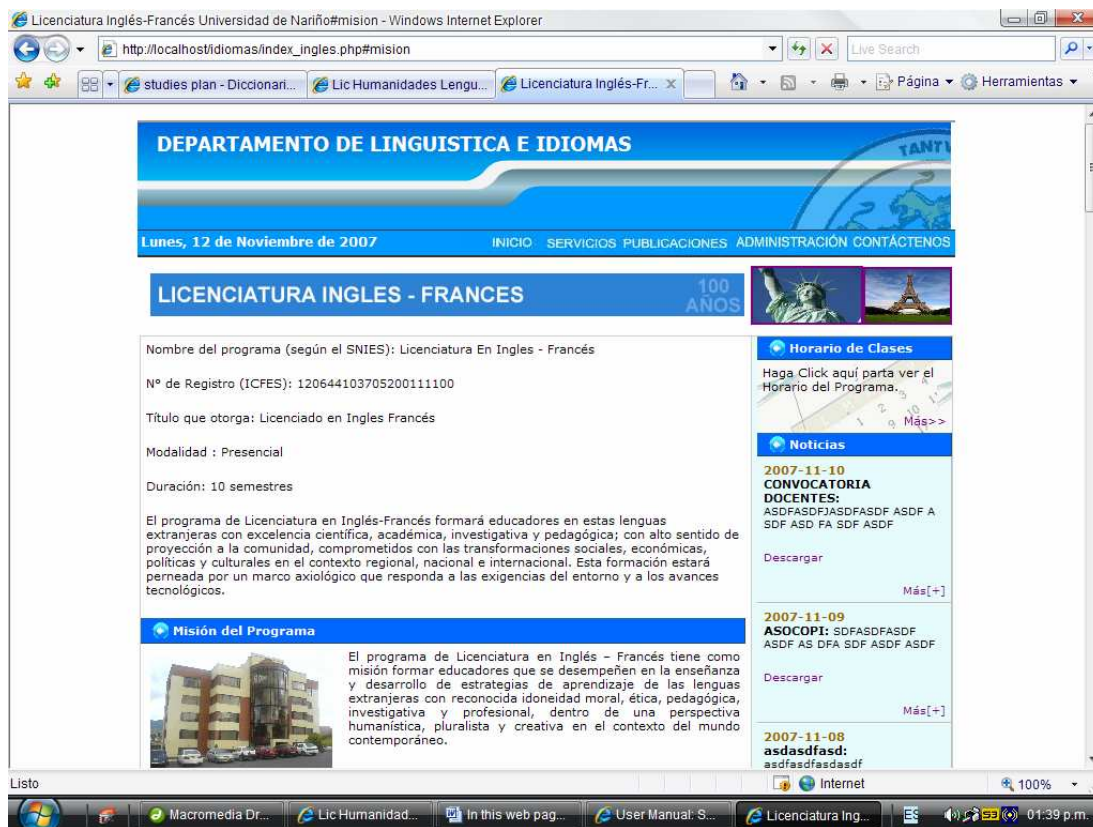 Licenciatura Inglés-Francés Universidad de Nariño#mision - Windows Internet Explorer
http://localhost/idiomas/index_ingles.php#mision
Live Search
studies plan - Diccionari...
Lic Humanidades Lengu...
Licenciatura Inglés-Fr...
Página
Herramientas
DEPARTAMENTO DE LINGUISTICA E IDIOMAS
TANTV
Lunes, 12 de Noviembre de 2007
INICIO SERVICIOS PUBLICACIONES ADMINISTRACIÓN CONTÁCTENOS
LICENCIATURA INGLES - FRANCES
100
AÑOS
Nombre del programa (según el SNIES): Licenciatura En Ingles - Francés
Nº de Registro (ICFES): 120644103705200111100
Título que otorga: Licenciado en Ingles Francés
Modalidad : Presencial
Duración: 10 semestres
El programa de Licenciatura en Inglés-Francés formará educadores en estas lenguas
extranjeras con excelencia científica, académica, investigativa y pedagógica; con alto sentido de
proyección a la comunidad, comprometidos con las transformaciones sociales, económicas,
políticas y culturales en el contexto regional, nacional e internacional. Esta formación estará
perneada por un marco axiológico que responda a las exigencias del entorno y a los avances
tecnológicos.
Misión del Programa
El programa de Licenciatura en Inglés – Francés tiene como
misión formar educadores que se desempeñen en la enseñanza
y desarrollo de estrategias de aprendizaje de las lenguas
extranjeras con reconocida idoneidad moral, ética, pedagógica,
investigativa y profesional, dentro de una perspectiva
humanística, pluralista y creativa en el contexto del mundo
contemporáneo.
Horario de Clases
Haga Click aquí parta ver el
Horario del Programa.
Más>>
Noticias
2007-11-10
CONVOCATORIA
DOCENTES:
ASDFASDFJASDFASDF ASDF A
SDF ASD FA SDF ASDF
Descargar
Más[+]
2007-11-09
ASOCOPI: SDFASDFASDF
ASDF AS DFA SDF ASDF ASDF
Descargar
Más[+]
2007-11-08
asdasdfasd:
asdfasdfasdasdf
Listo
Internet
100%
Macromedia Dr...
Lic Humanidad...
In this web pag...
User Manual: S...
Licenciatura Ing...
ES
53
01:39 p.m.